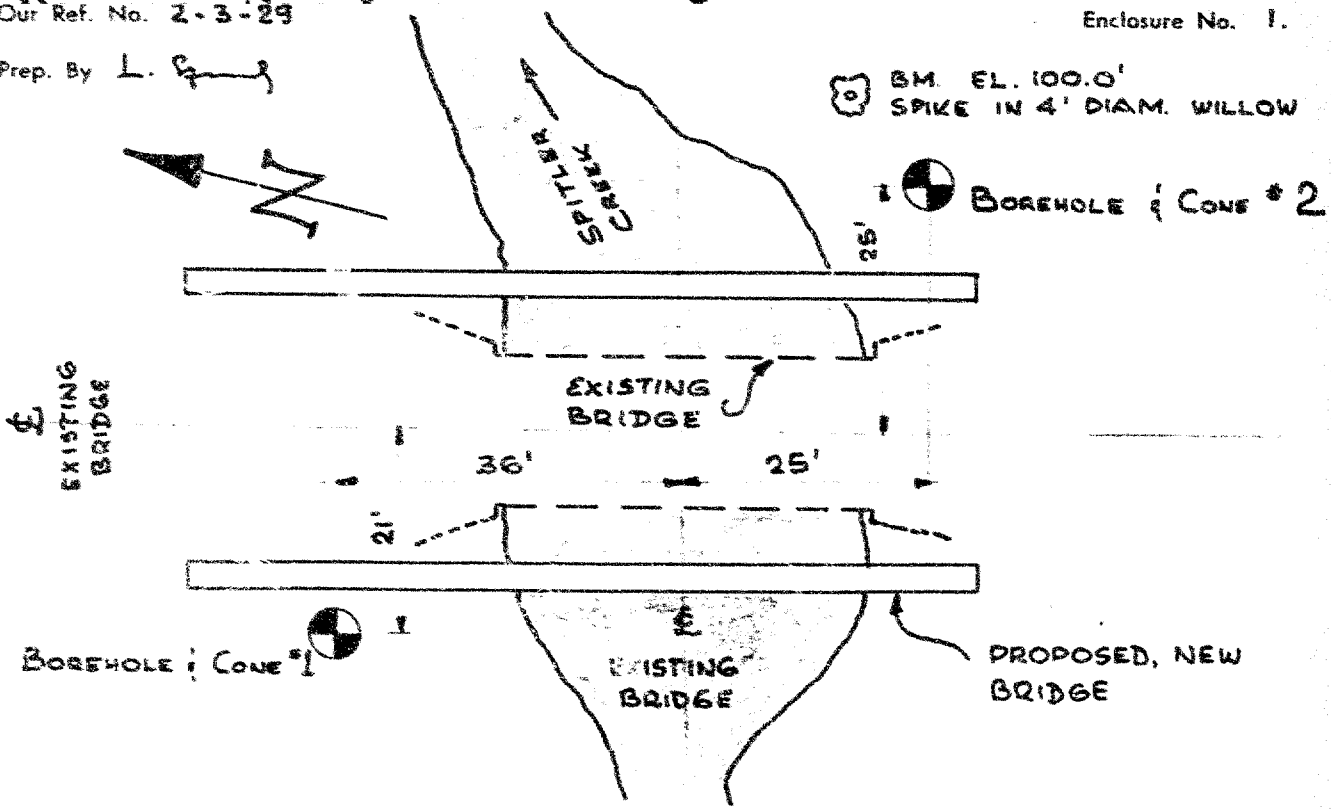 Our Ref. No. 2-3-29
Enclosure No. 1.
Prep. By L.
BM. EL. 100.0'
SPIKE IN 4' DIAM. WILLOW
N
SPITLER
CREEK
BOREHOLE & CONE #2
25'
EXISTING
BRIDGE
℄
EXISTING
BRIDGE
36'
25'
21'
BOREHOLE & CONE #1
℄
EXISTING
BRIDGE
PROPOSED, NEW
BRIDGE